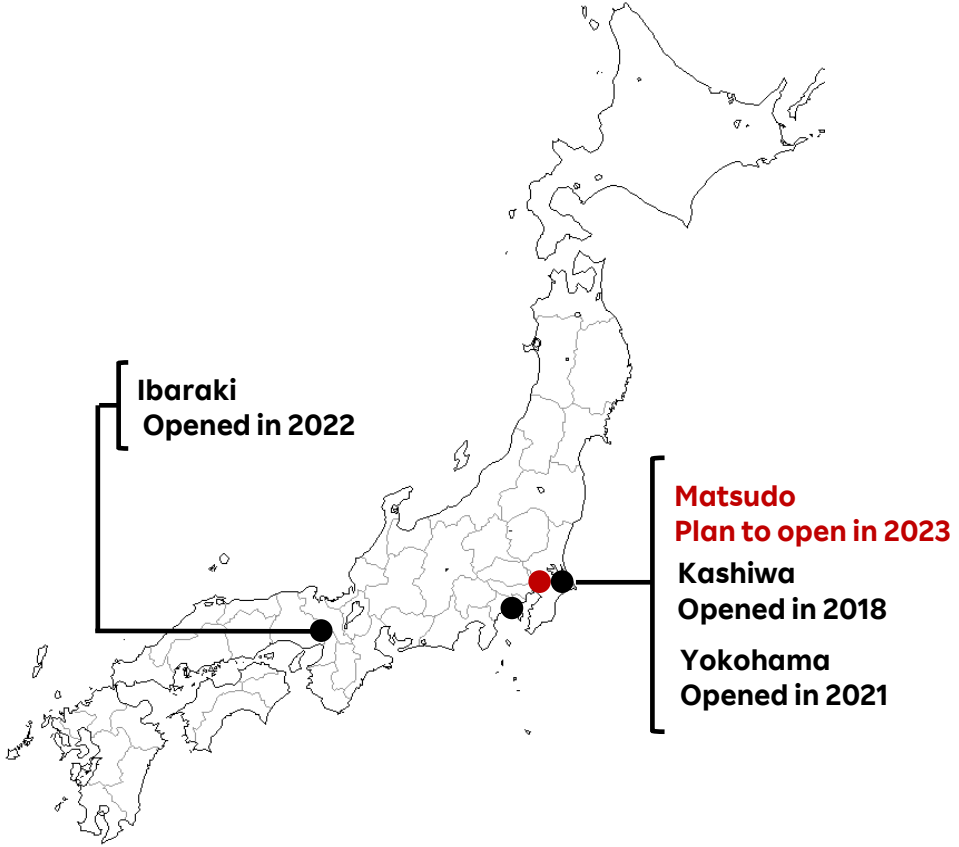 Ibaraki
Opened in 2022
Matsudo
Plan to open in 2023
Kashiwa
Opened in 2018
Yokohama
Opened in 2021